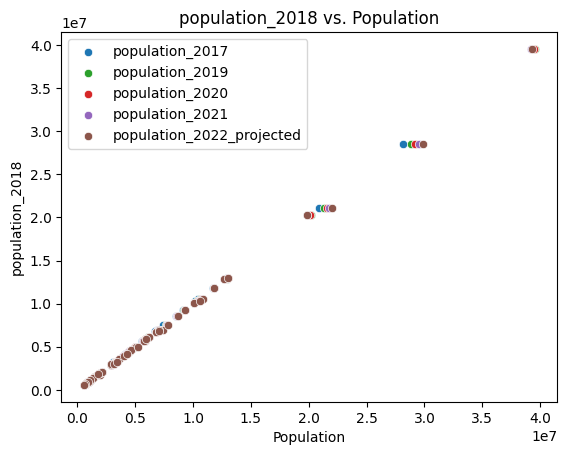 population_2018 vs. Population
1e7
population_2017
population_2019
population_2020
population_2021
population_2022_projected
4.0
3.5
3.0
2.5
2.0
1.5
1.0
0.5
0.0
population_2018
0.0 0.5 1.0 1.5 2.0 2.5 3.0 3.5 4.0
Population
1e7